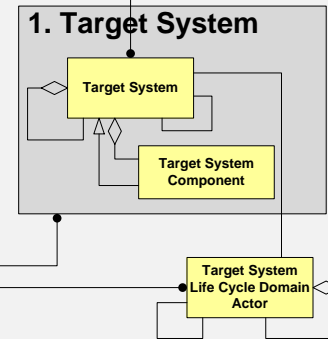 1. Target System
Target System
Target System
Component
Target System
Life Cycle Domain
Actor